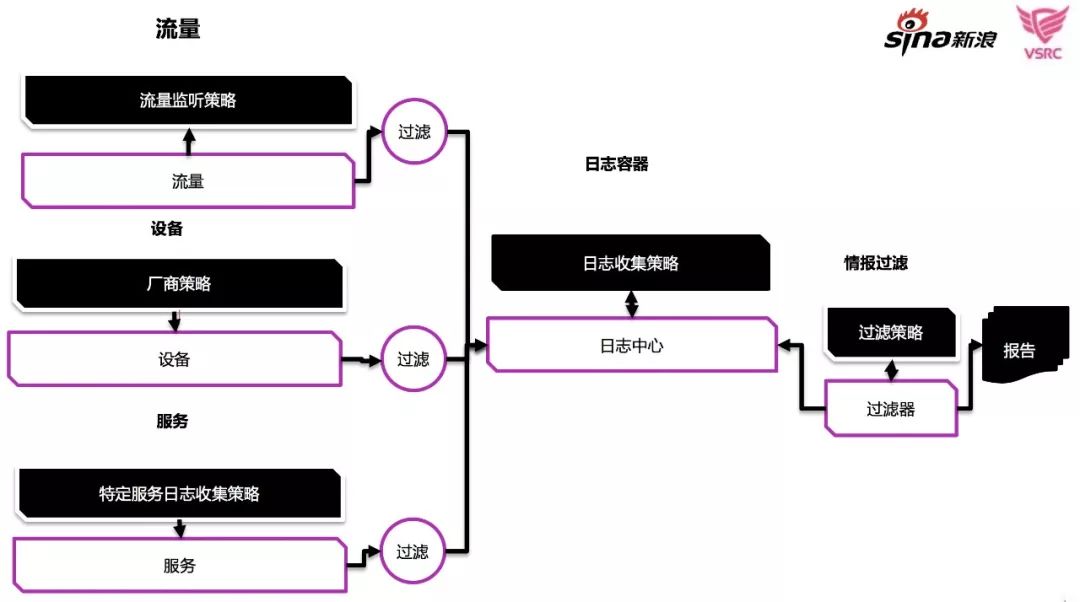 流量
sina新浪
VSRC
流量监听策略
过滤
流量
日志容器
设备
日志收集策略
情报过滤
厂商策略
过滤策略
设备
过滤
日志中心
报告
过滤器
服务
特定服务日志收集策略
过滤
服务